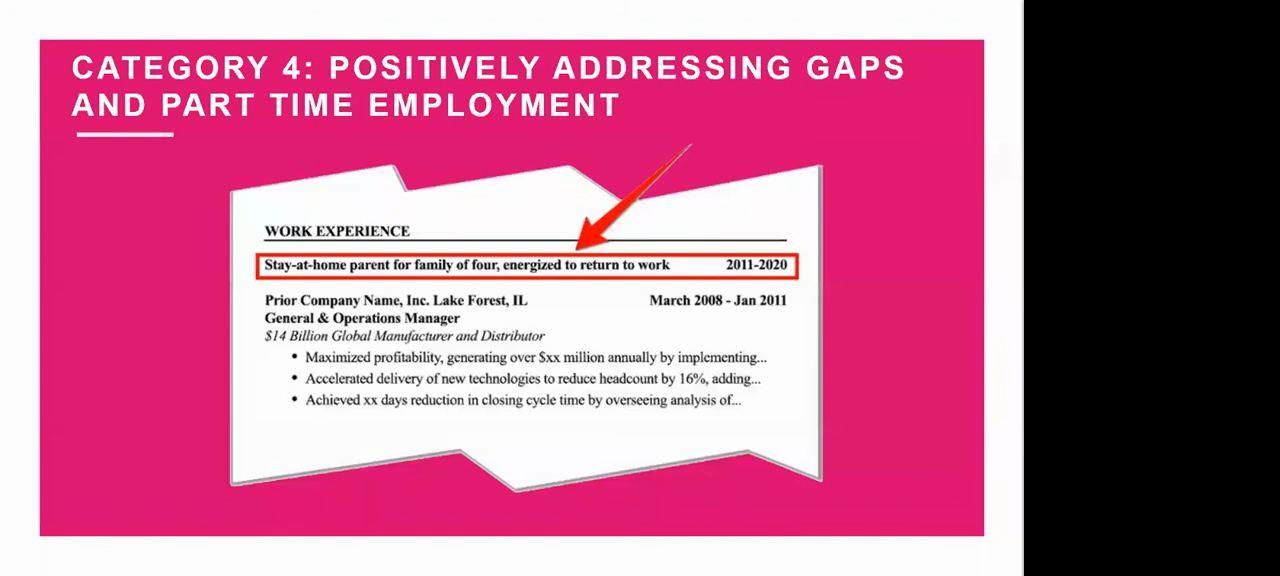 CATEGORY 4: POSITIVELY ADDRESSING GAPS
AND PART TIME EMPLOYMENT
WORK EXPERIENCE
Stay-at-home parent for family of four, energized to return to work 2011-2020
Prior Company Name, Inc. Lake Forest, IL March 2008 - Jan 2011
General & Operations Manager
$14 Billion Global Manufacturer and Distributor
• Maximized profitability, generating over $xx million annually by implementing...
• Accelerated delivery of new technologies to reduce headcount by 16%, adding...
• Achieved xx days reduction in closing cycle time by overseeing analysis of...